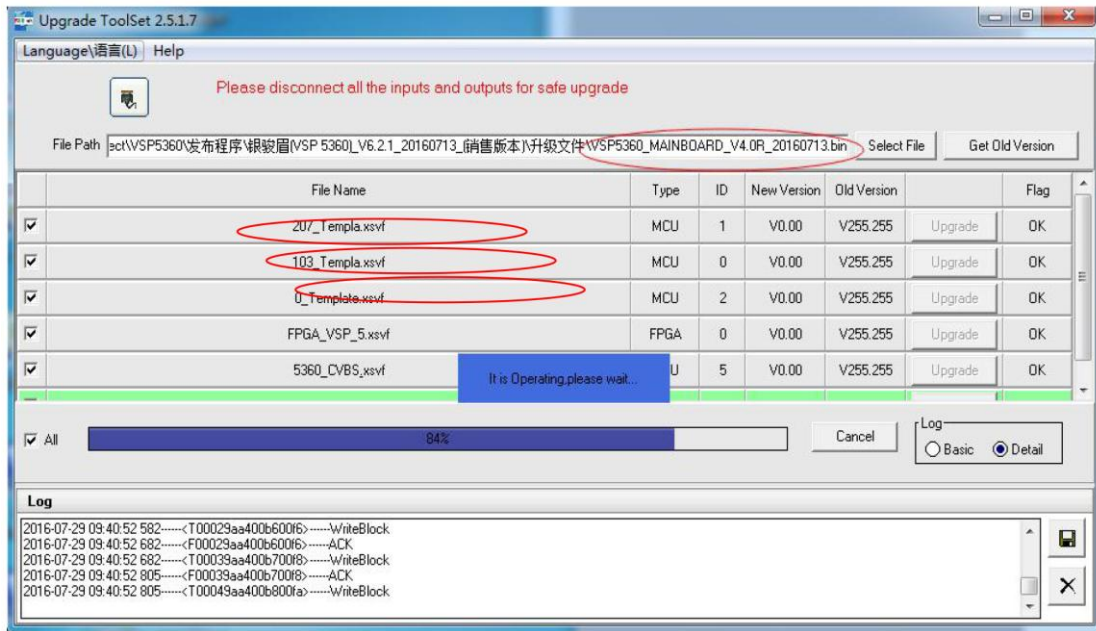 Upgrade ToolSet 2.5.1.7
Language\语言(L) Help
Please disconnect all the inputs and outputs for safe upgrade
File Path ect\VSP5360\发布程序\银骏眉(VSP 5360)_V6.2.1_20160713_(銷售版本)\升级文件\VSP5360_MAINBOARD_V4.0R_20160713.bin Select File Get Old Version
File Name Type ID New Version Old Version Flag
207_Templa.xsvf MCU 1 V0.00 V255.255 Upgrade OK
103_Templa.xsvf MCU 0 V0.00 V255.255 Upgrade OK
0_Template.xsvf MCU 2 V0.00 V255.255 Upgrade OK
FPGA_VSP_5.xsvf FPGA 0 V0.00 V255.255 Upgrade OK
5360_CVBS.xsvf U 5 V0.00 V255.255 Upgrade OK
It is Operating,please wait...
All 84% Cancel Log
Basic Detail
Log
2016-07-29 09:40:52 582------<T00029aa400b600f6>------WriteBlock
2016-07-29 09:40:52 682------<F00029aa400b600f6>------ACK
2016-07-29 09:40:52 682------<T00039aa400b700f8>------WriteBlock
2016-07-29 09:40:52 805------<F00039aa400b700f8>------ACK
2016-07-29 09:40:52 805------<T00049aa400b800fa>------WriteBlock